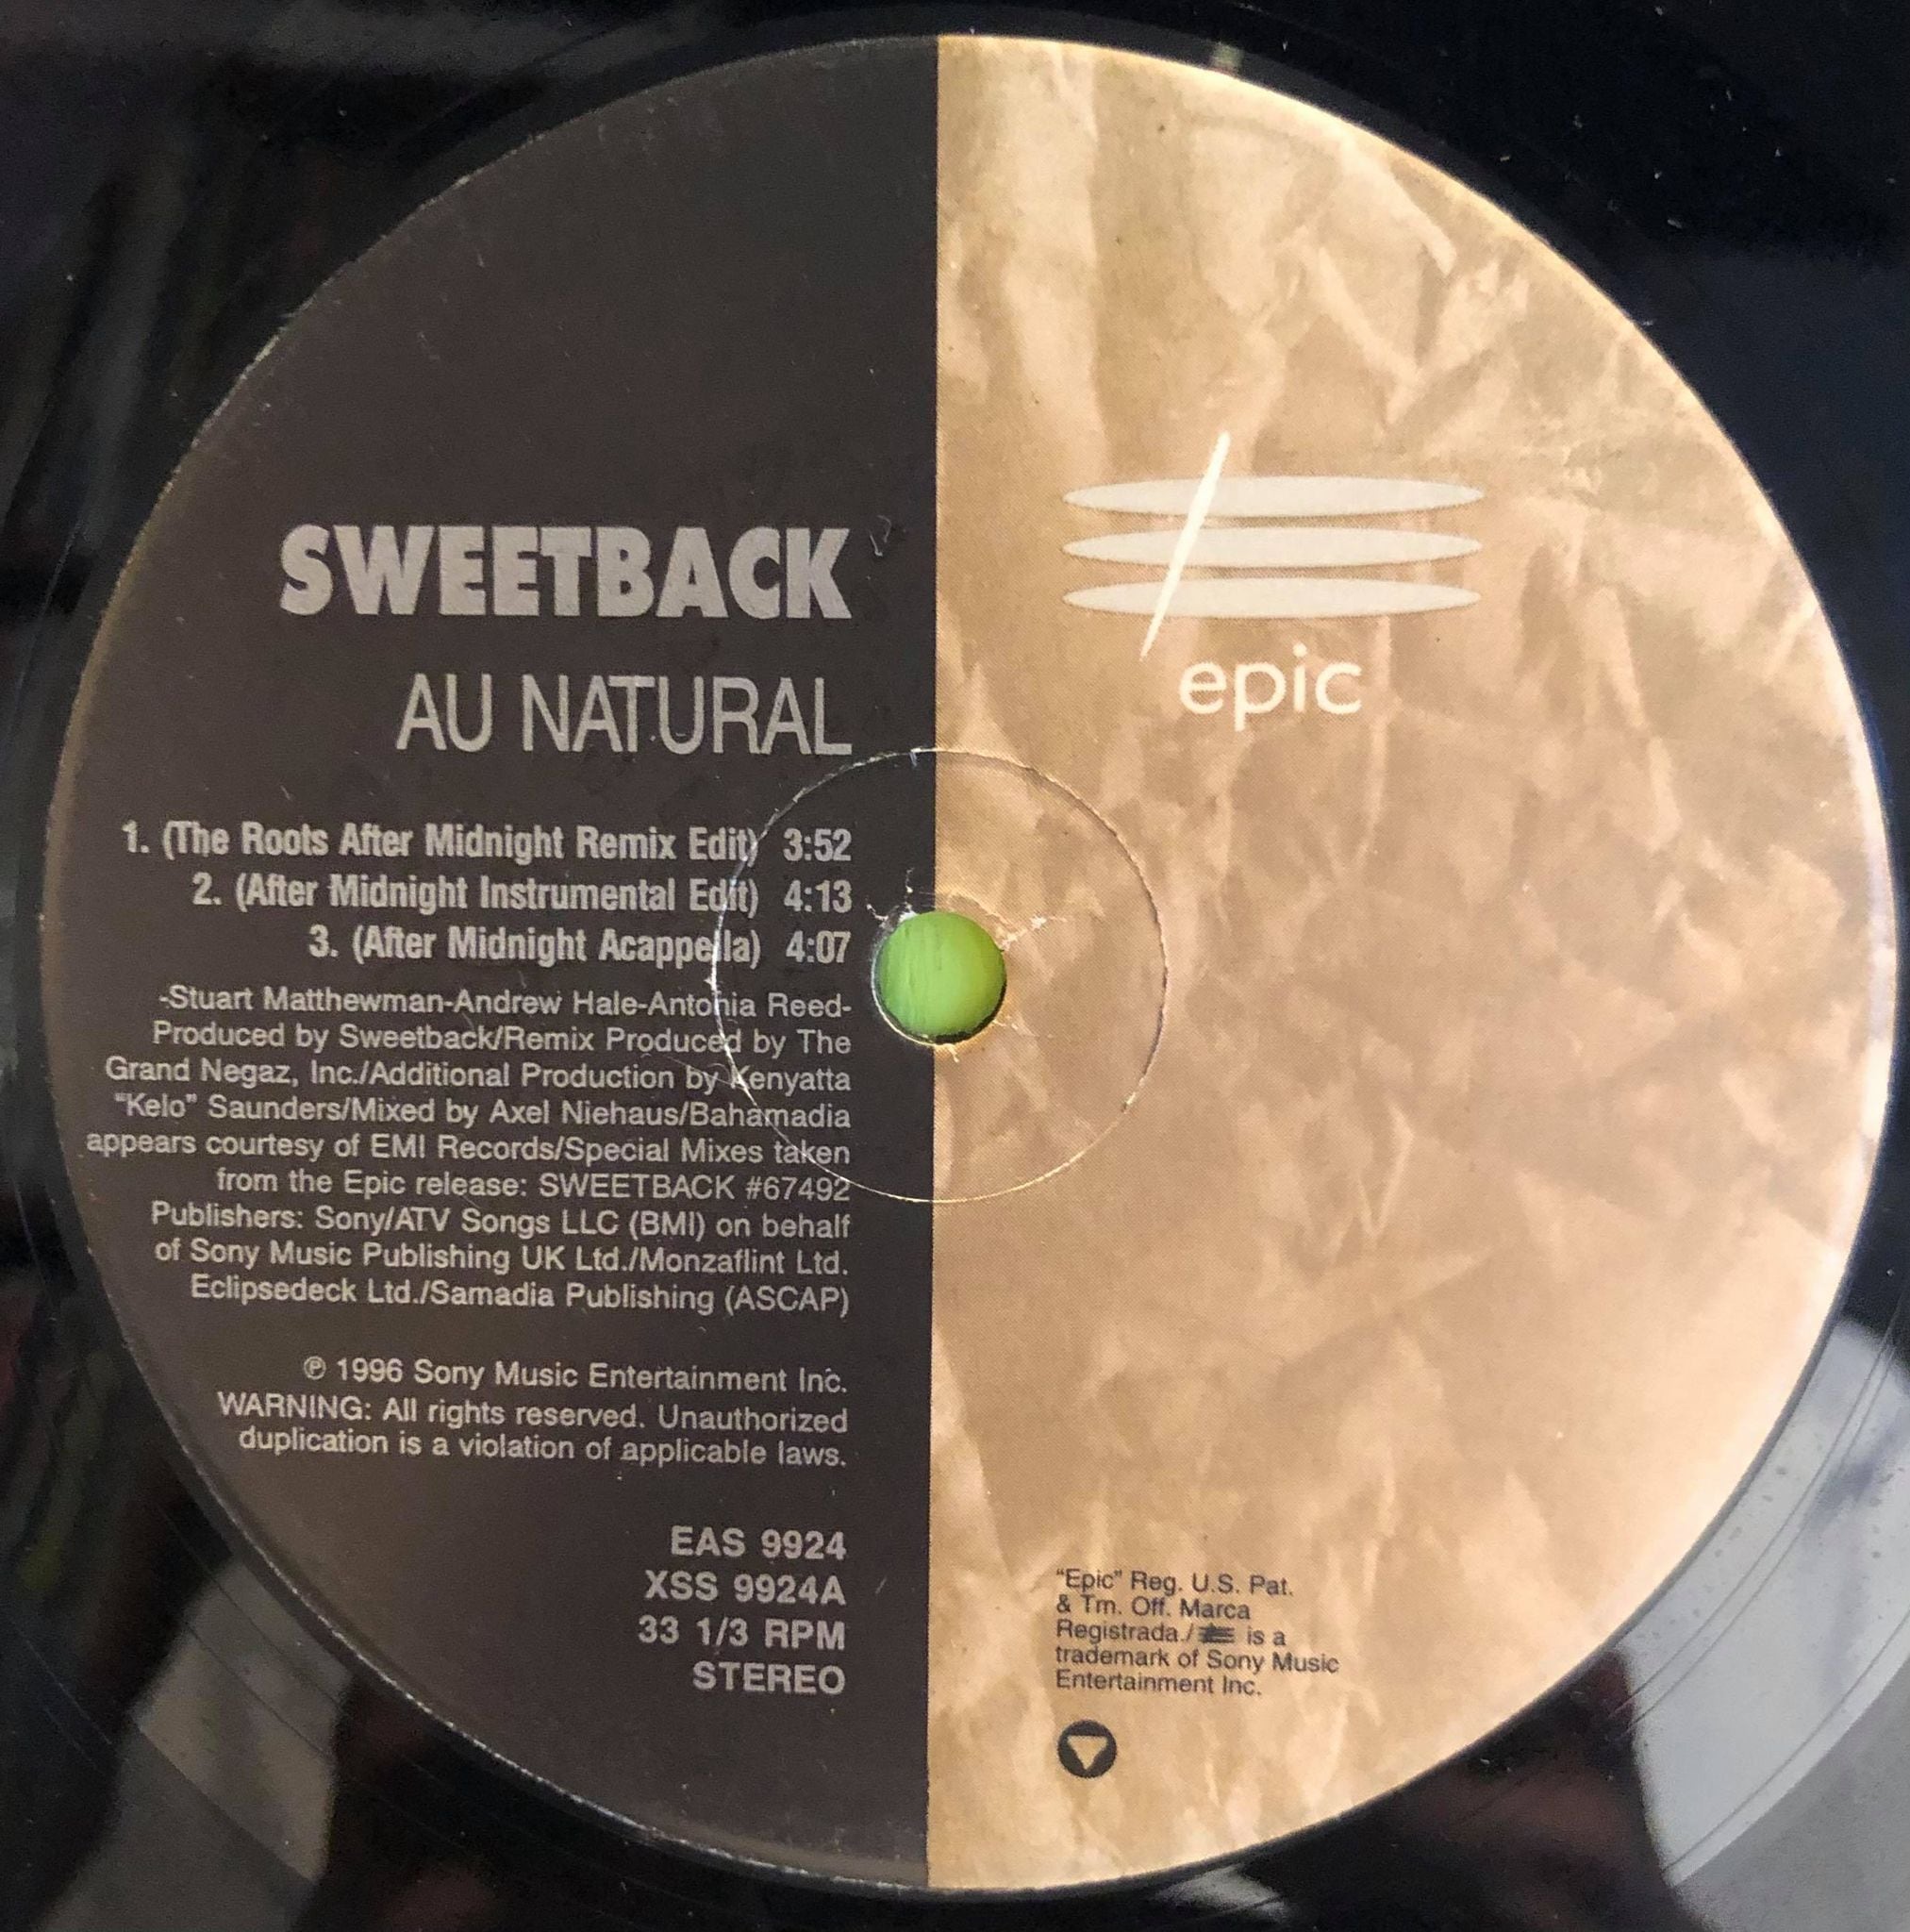 SWEETBACK
AU NATURAL
1. (The Roots After Midnight Remix Edit) 3:52
2. (After Midnight Instrumental Edit) 4:13
3. (After Midnight Acappella) 4:07
-Stuart Matthewman-Andrew Hale-Antonia Reed-
Produced by Sweetback/Remix Produced by The
Grand Negaz, Inc./Additional Production by Kenyatta
"Kelo" Saunders/Mixed by Axel Niehaus/Bahamadia
appears courtesy of EMI Records/Special Mixes taken
from the Epic release: SWEETBACK #67492
Publishers: Sony/ATV Songs LLC (BMI) on behalf
of Sony Music Publishing UK Ltd./Monzaflint Ltd.
Eclipsedeck Ltd./Samadia Publishing (ASCAP)
℗ 1996 Sony Music Entertainment Inc.
WARNING: All rights reserved. Unauthorized
duplication is a violation of applicable laws.
EAS 9924
XSS 9924A
33 1/3 RPM
STEREO
epic
"Epic" Reg. U.S. Pat.
& Tm. Off. Marca
Registrada./ is a
trademark of Sony Music
Entertainment Inc.